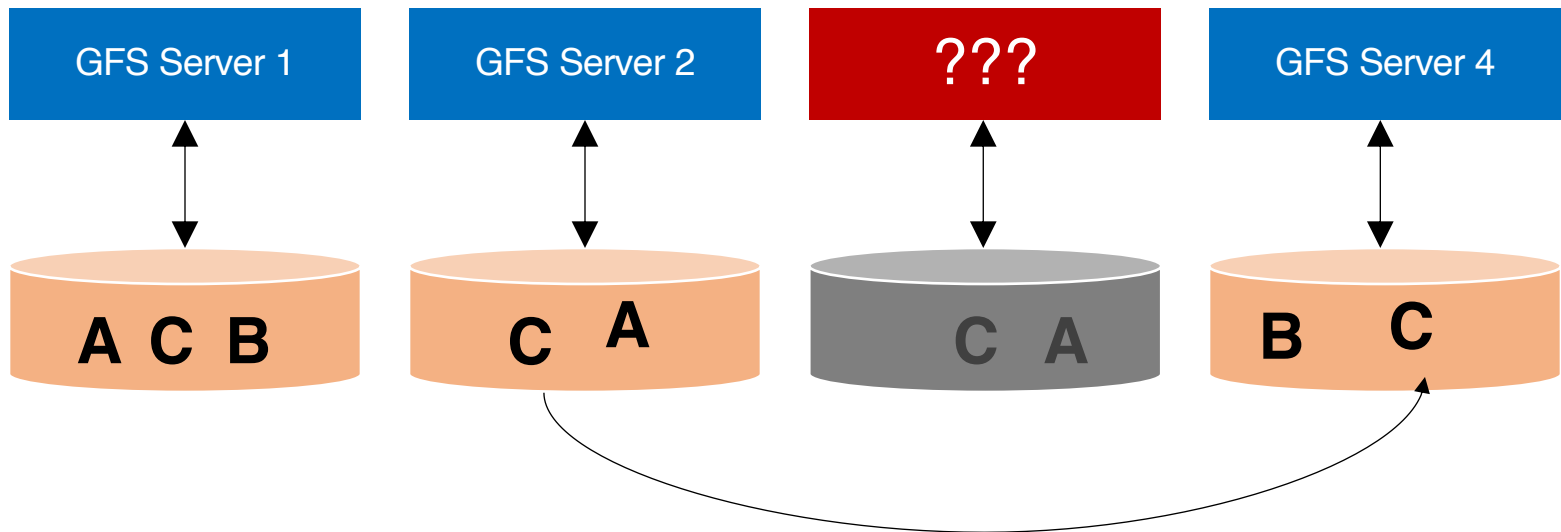 GFS Server 1
GFS Server 2
???
GFS Server 4
A C B
C A
C A
B C